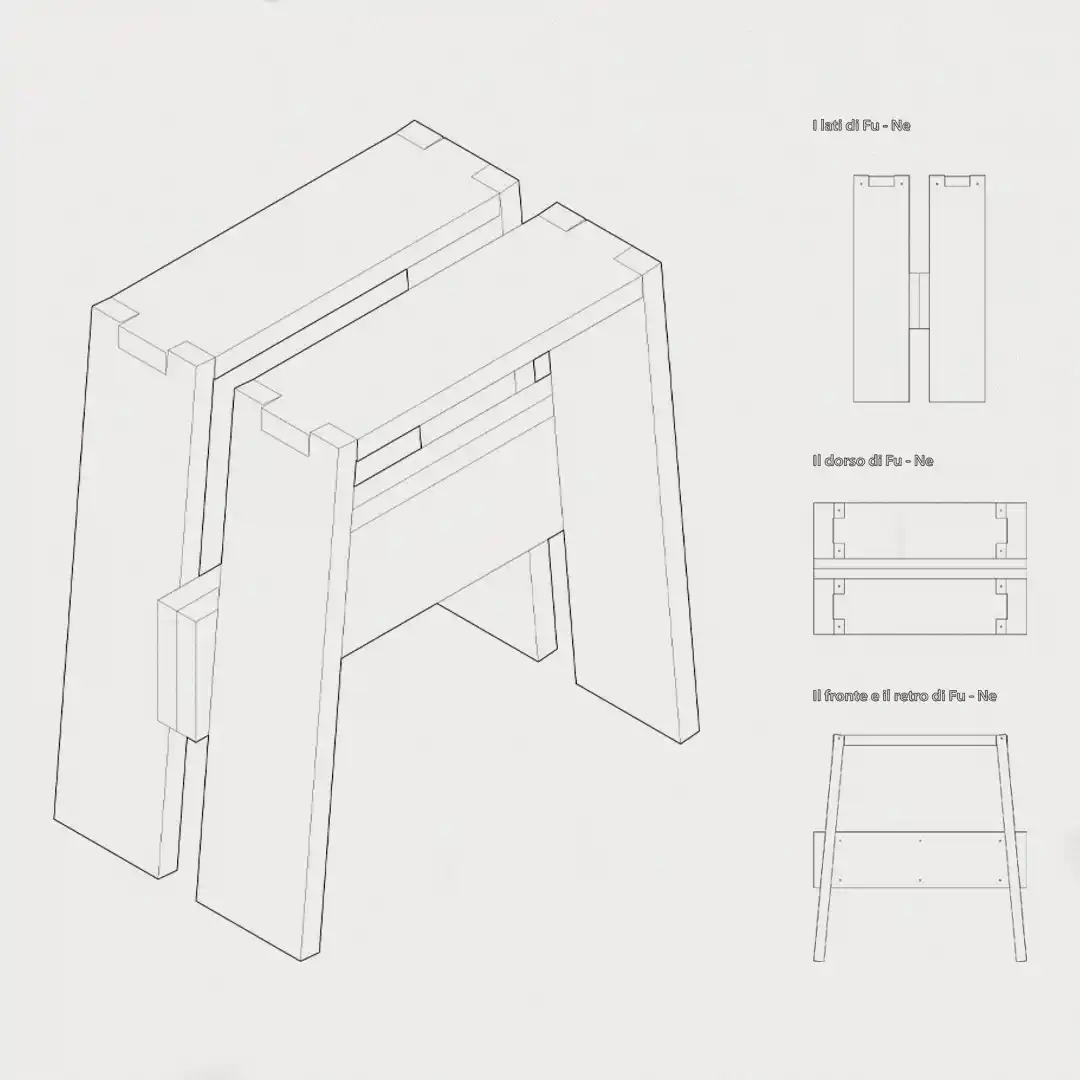 I lati di Fu - Ne
Il dorso di Fu - Ne
Il fronte e il retro di Fu - Ne